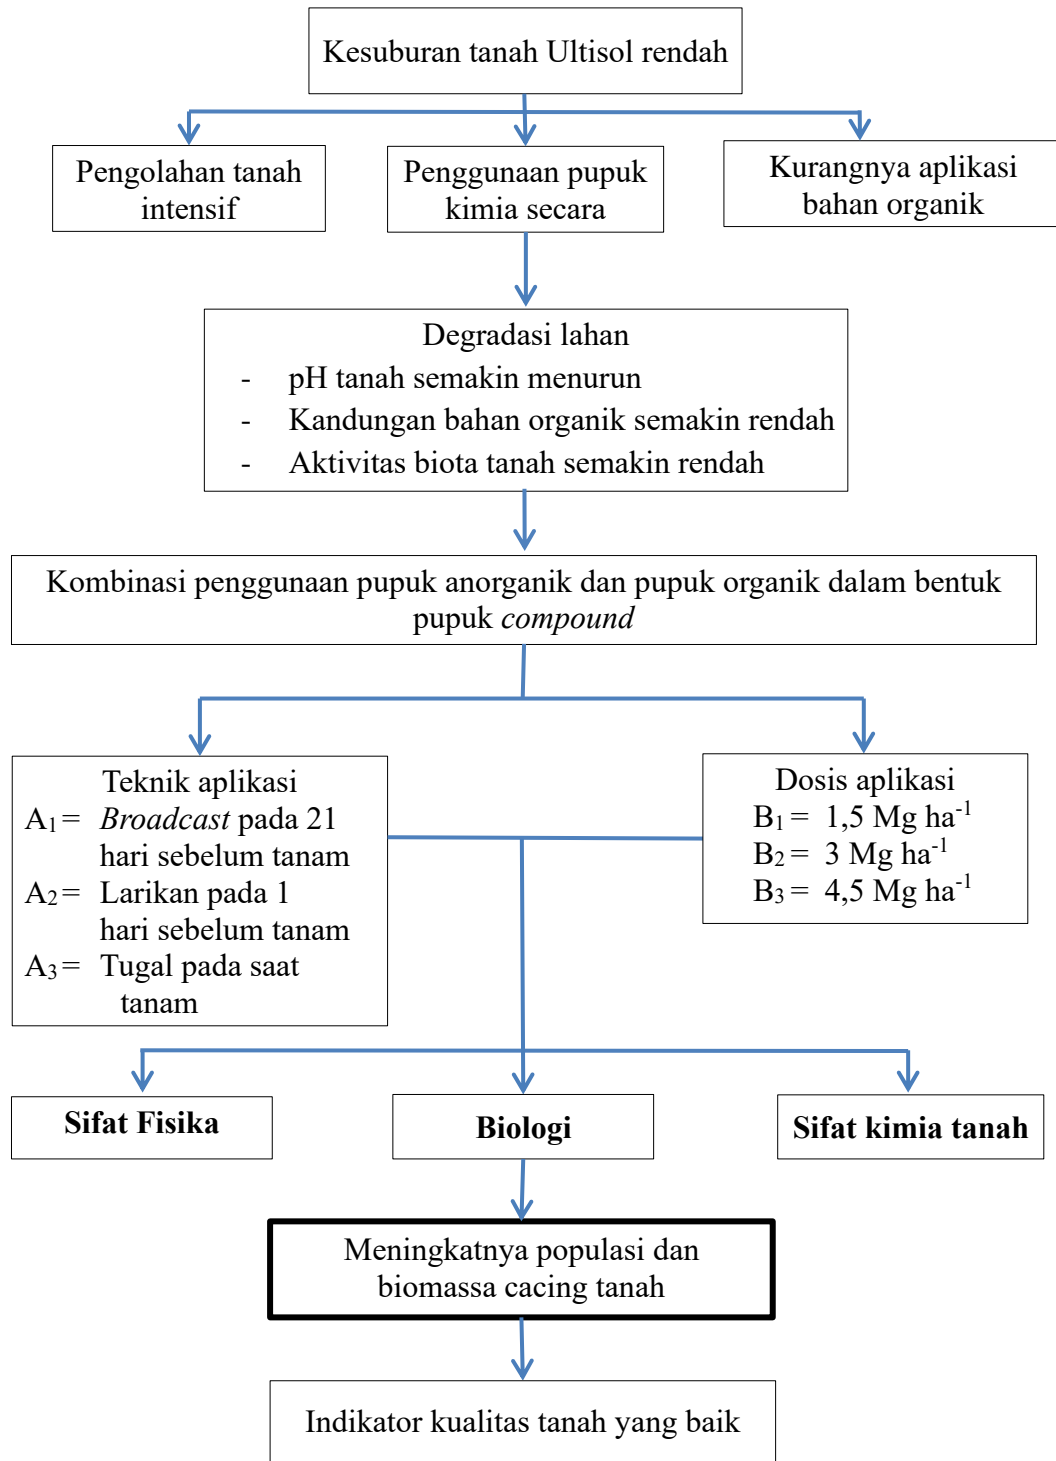 Kesuburan tanah Ultisol rendah
Pengolahan tanah
intensif
Penggunaan pupuk
kimia secara
Kurangnya aplikasi
bahan organik
Degradasi lahan
- pH tanah semakin menurun
- Kandungan bahan organik semakin rendah
- Aktivitas biota tanah semakin rendah
Kombinasi penggunaan pupuk anorganik dan pupuk organik dalam bentuk
pupuk compound
Teknik aplikasi
A₁ = Broadcast pada 21
hari sebelum tanam
A₂ = Larikan pada 1
hari sebelum tanam
A₃ = Tugal pada saat
tanam
Dosis aplikasi
B₁ = 1,5 Mg ha⁻¹
B₂ = 3 Mg ha⁻¹
B₃ = 4,5 Mg ha⁻¹
Sifat Fisika
Biologi
Sifat kimia tanah
Meningkatnya populasi dan
biomassa cacing tanah
Indikator kualitas tanah yang baik